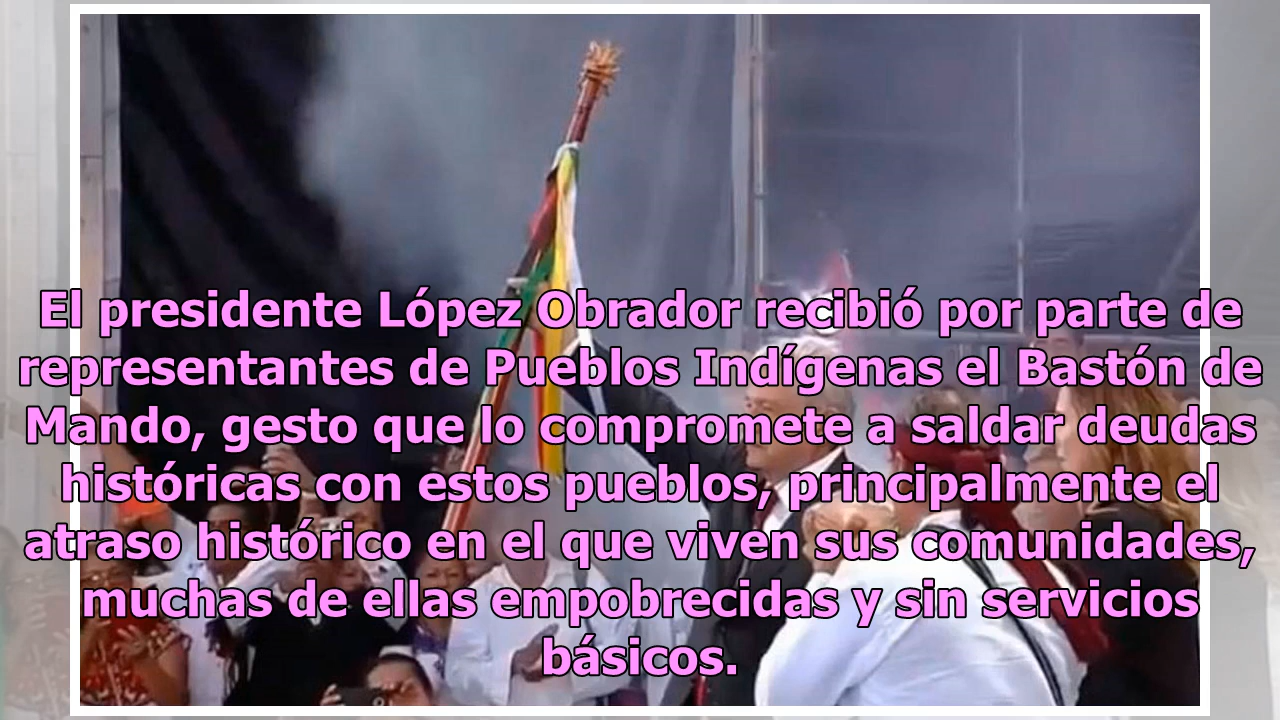 El presidente López Obrador recibió por parte de
representantes de Pueblos Indígenas el Bastón de
Mando, gesto que lo compromete a saldar deudas
históricas con estos pueblos, principalmente el
atraso histórico en el que viven sus comunidades,
muchas de ellas empobrecidas y sin servicios
básicos.